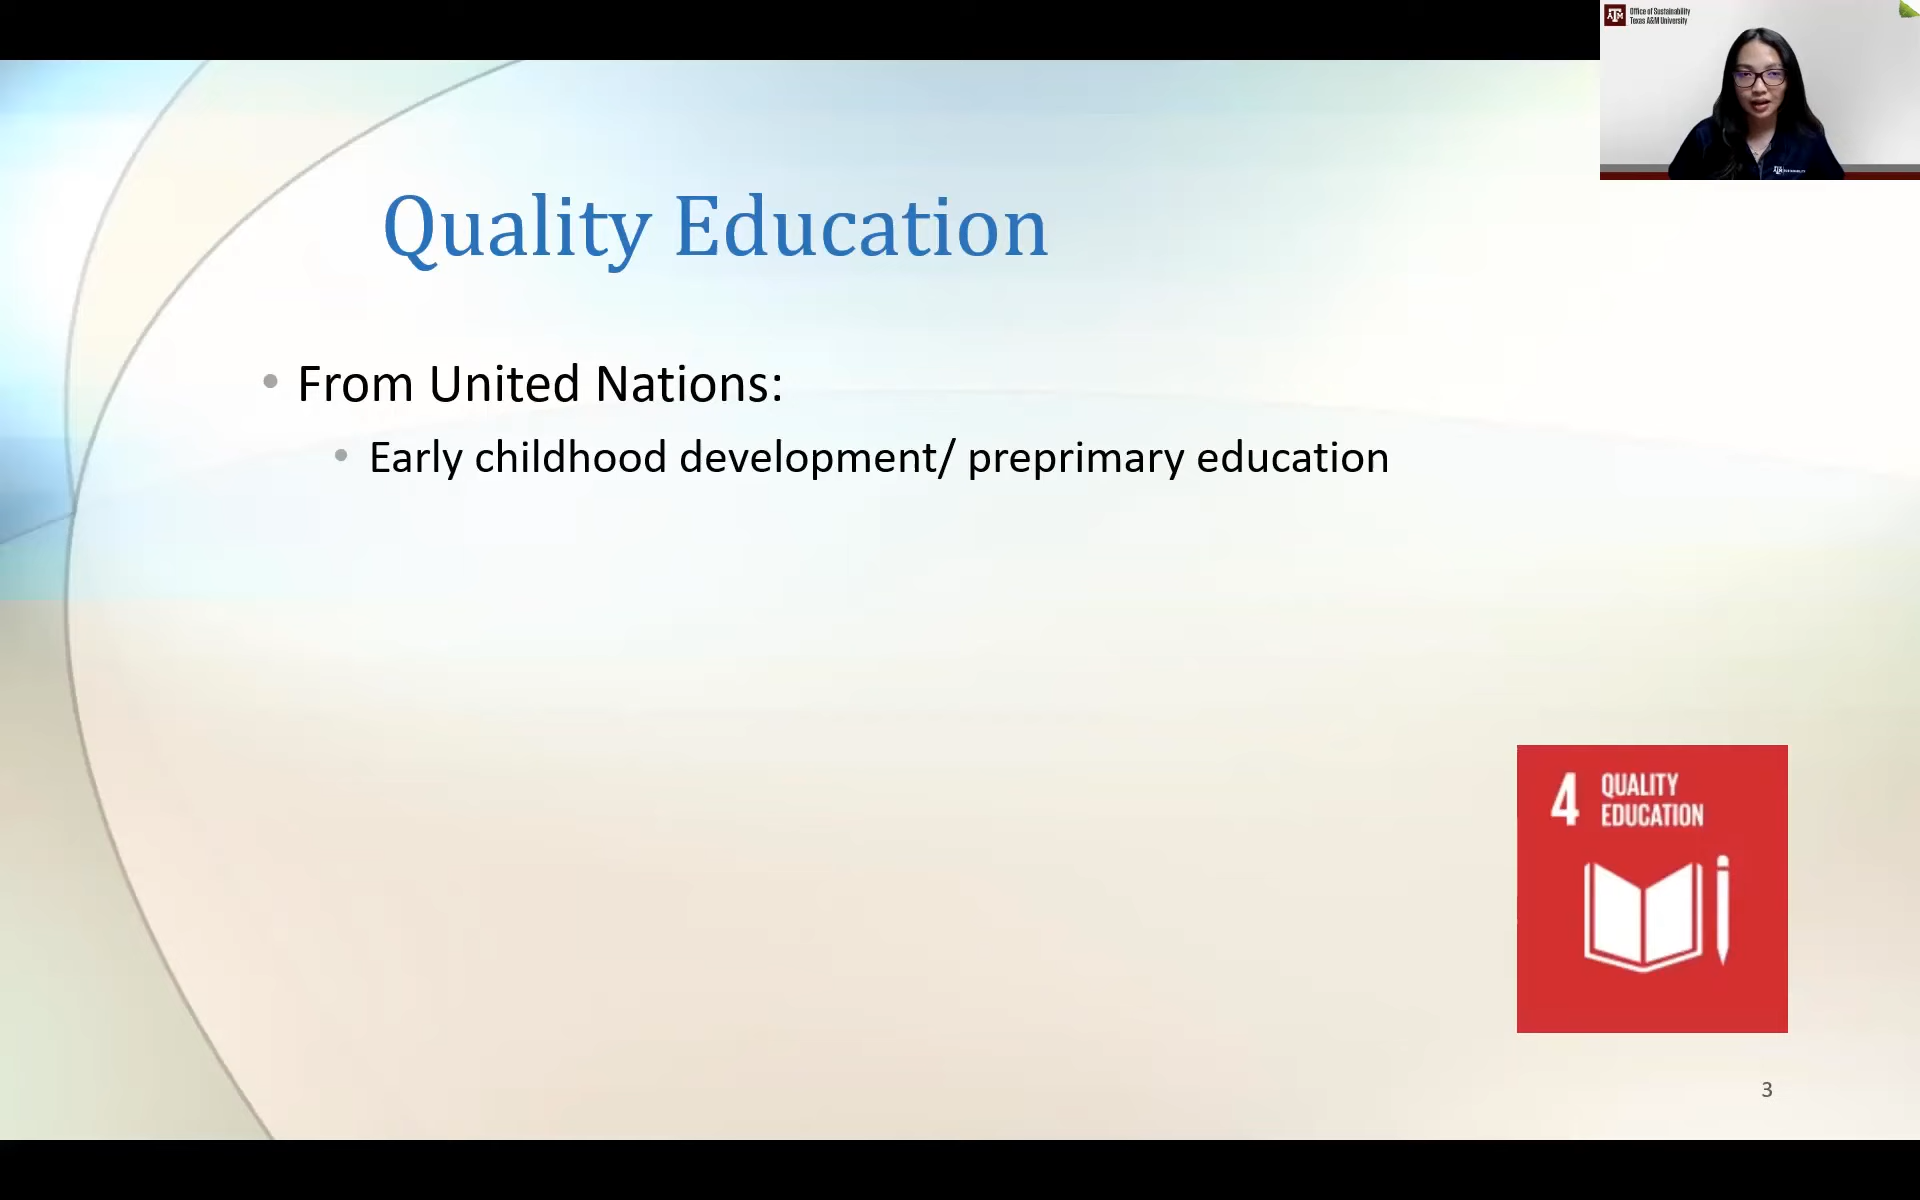 Office of Sustainability
Texas A&M University
Quality Education
• From United Nations:
• Early childhood development/ preprimary education
4 QUALITY
EDUCATION
3